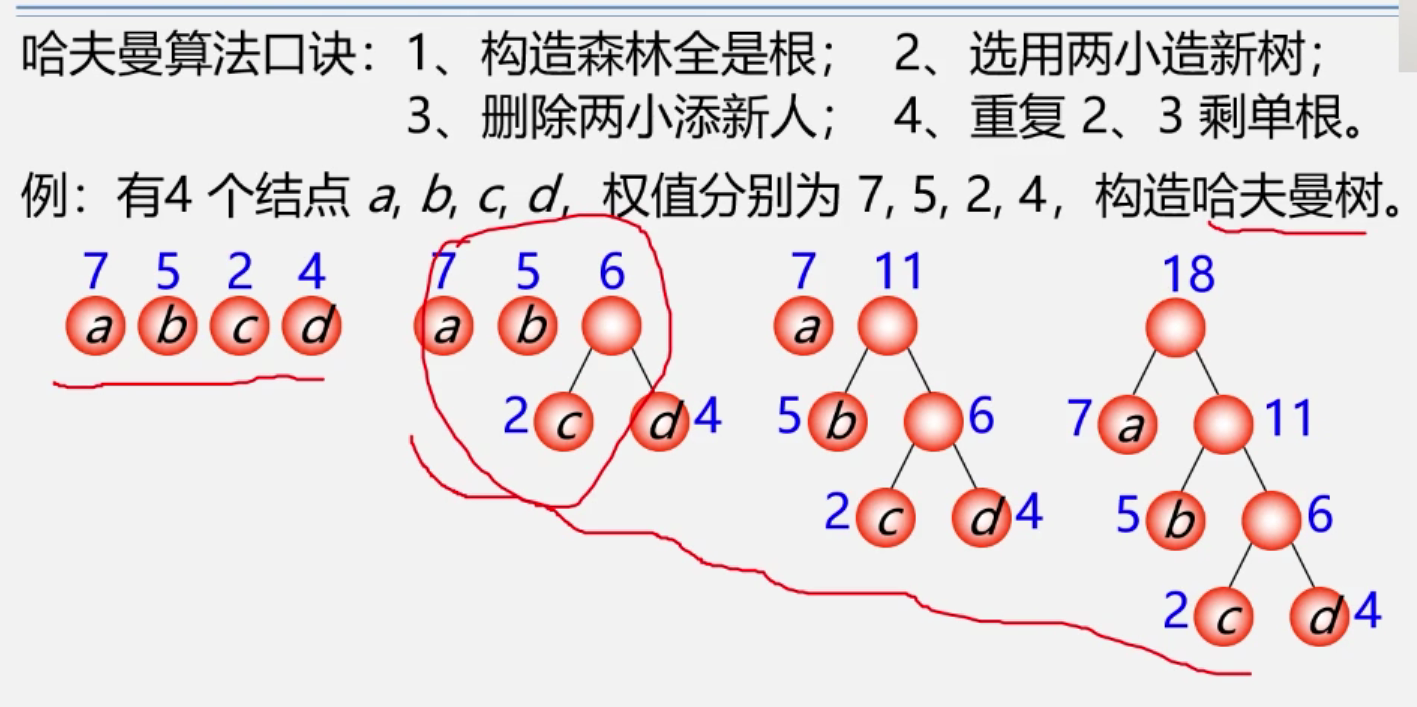 哈夫曼算法口诀：1、构造森林全是根； 2、选用两小造新树；
3、删除两小添新人； 4、重复 2、3 剩单根。
例：有4 个结点 a, b, c, d，权值分别为 7, 5, 2, 4，构造哈夫曼树。
7 5 2 4 7 5 6 7 11 18
a b c d a b a
2 c d 4 5 b 6 7 a 11
2 c d 4 5 b 6
2 c d 4